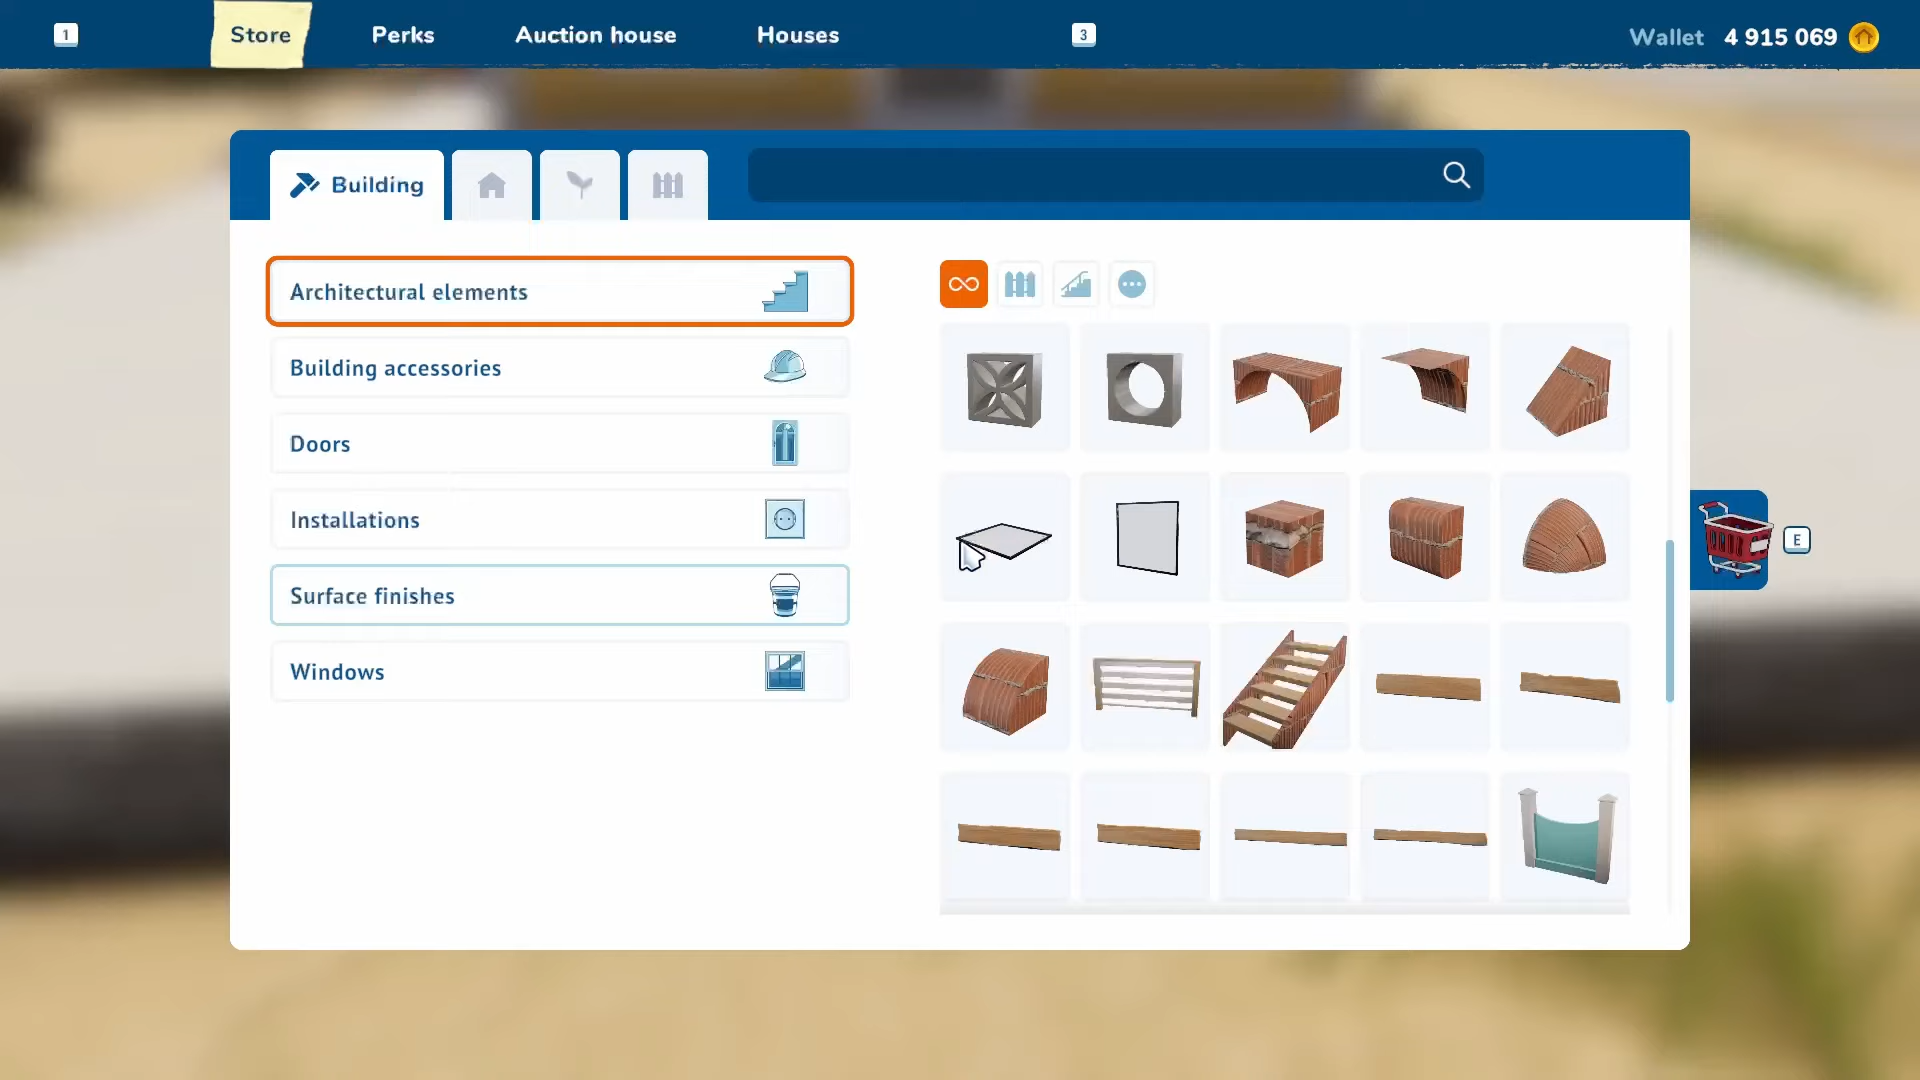 1
Store
Perks
Auction house
Houses
3
Wallet 4 915 069
Building
Architectural elements
Building accessories
Doors
Installations
Surface finishes
Windows
E